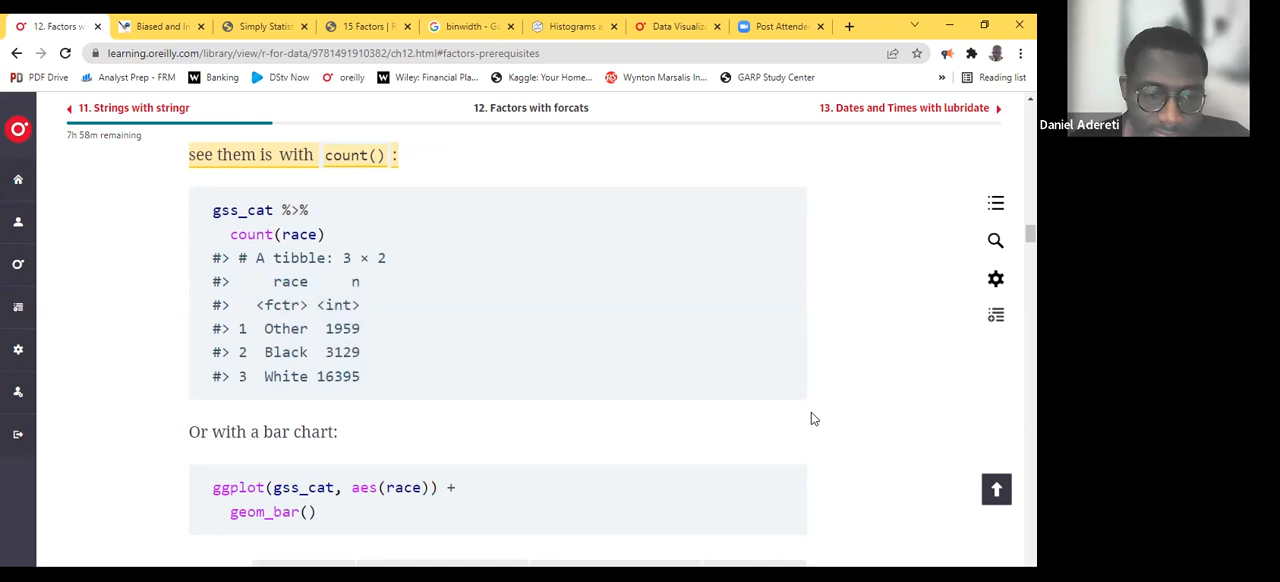 12. Factors w
Biased and In
Simply Statist
15 Factors | R
binwidth - Go
Histograms a
Data Visualiz
Post Attende
learning.oreilly.com/library/view/r-for-data/9781491910382/ch12.html#factors-prerequisites
PDF Drive
Analyst Prep - FRM
Banking
DStv Now
oreilly
Wiley: Financial Pla...
Kaggle: Your Home...
Wynton Marsalis In...
GARP Study Center
»
Reading list
11. Strings with stringr
12. Factors with forcats
13. Dates and Times with lubridate
7h 58m remaining
see them is with count() :
gss_cat %>%
count(race)
#> # A tibble: 3 × 2
#> race n
#> <fctr> <int>
#> 1 Other 1959
#> 2 Black 3129
#> 3 White 16395
Or with a bar chart:
ggplot(gss_cat, aes(race)) +
geom_bar()
Daniel Adereti